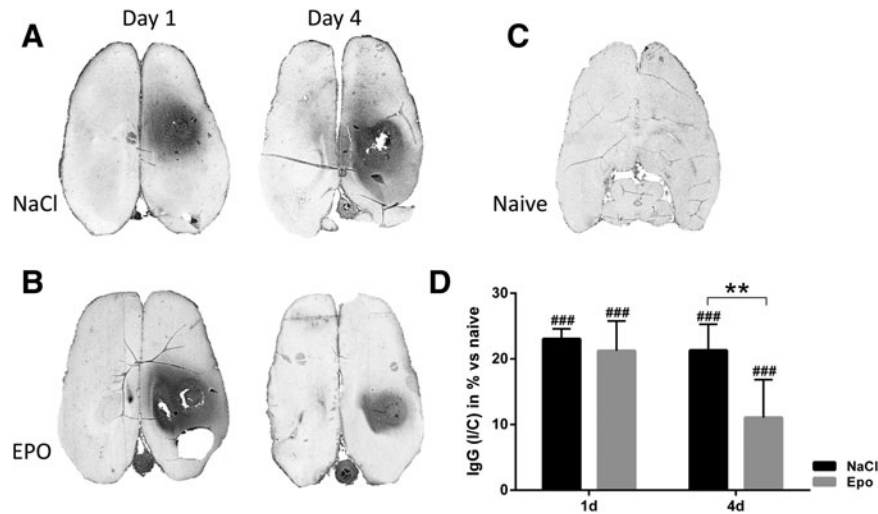 A
Day 1
Day 4
NaCl
C
Naive
B
EPO
D
IgG (I/C) in % vs naive
30
20
10
0
###
###
###
**
###
1d
4d
NaCl
Epo